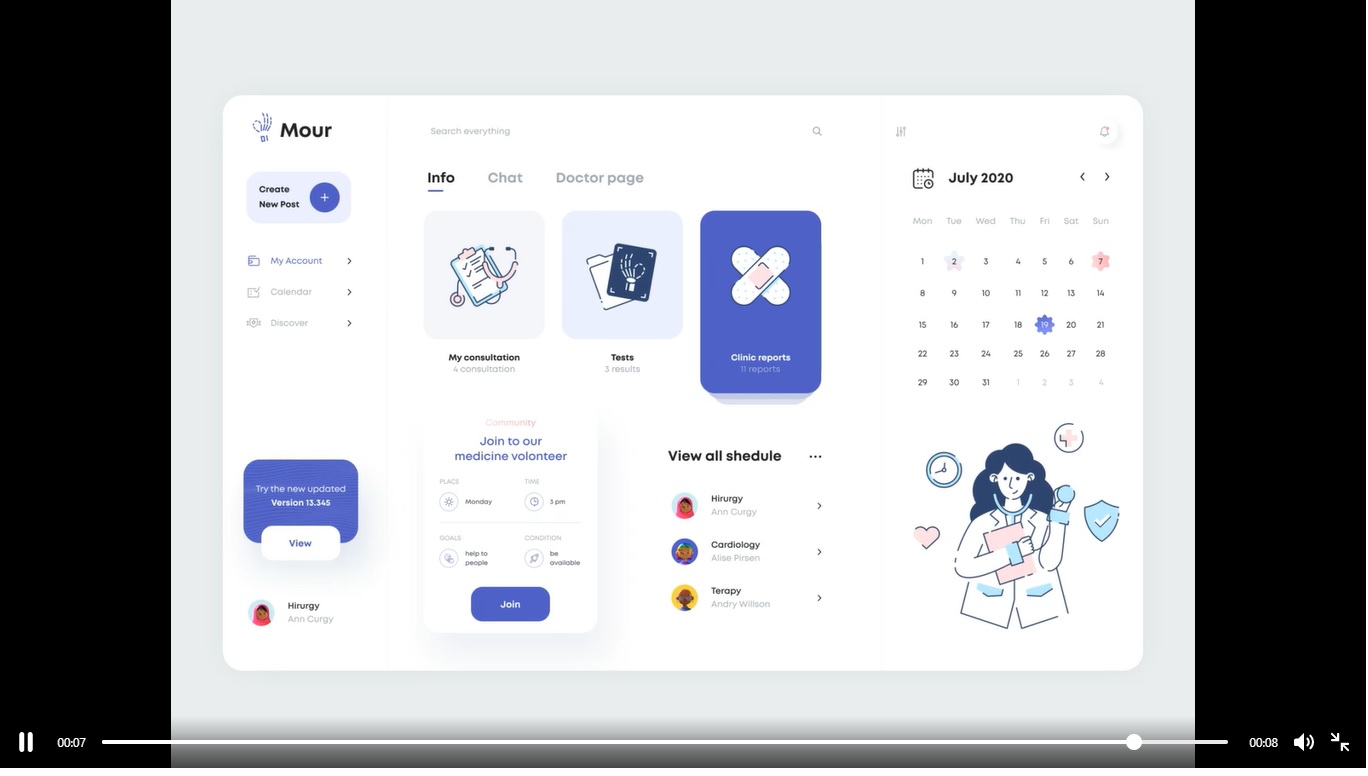 Mour
Create
New Post
My Account
Calendar
Discover
Try the new updated
Version 13.345
View
Hirurgy
Ann Curgy
Search everything
Info Chat Doctor page
My consultation
4 consultation
Tests
3 results
Clinic reports
11 reports
Community
Join to our
medicine volonteer
PLACE TIME
Monday 3 pm
GOALS CONDITION
help to
people
be
available
Join
View all shedule
Hirurgy
Ann Curgy
Cardiology
Alise Pirsen
Terapy
Andry Willson
July 2020
Mon Tue Wed Thu Fri Sat Sun
1 2 3 4 5 6 7
8 9 10 11 12 13 14
15 16 17 18 19 20 21
22 23 24 25 26 27 28
29 30 31 1 2 3 4
00:07 00:08